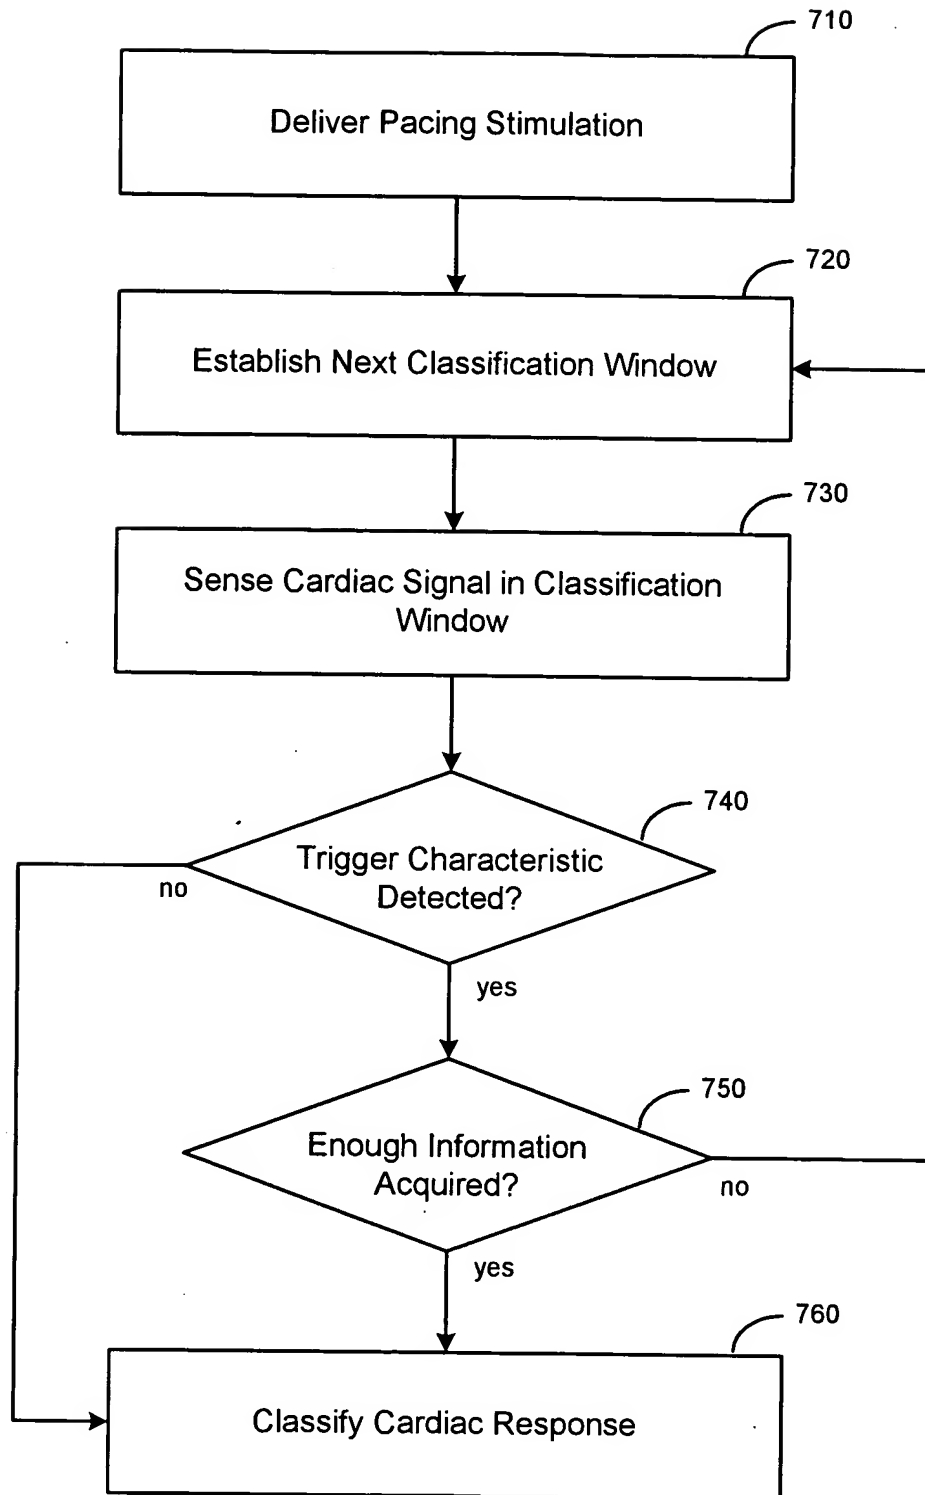 710
Deliver Pacing Stimulation
720
Establish Next Classification Window
730
Sense Cardiac Signal in Classification
Window
740
Trigger Characteristic
Detected?
no
yes
750
Enough Information
Acquired?
no
yes
760
Classify Cardiac Response